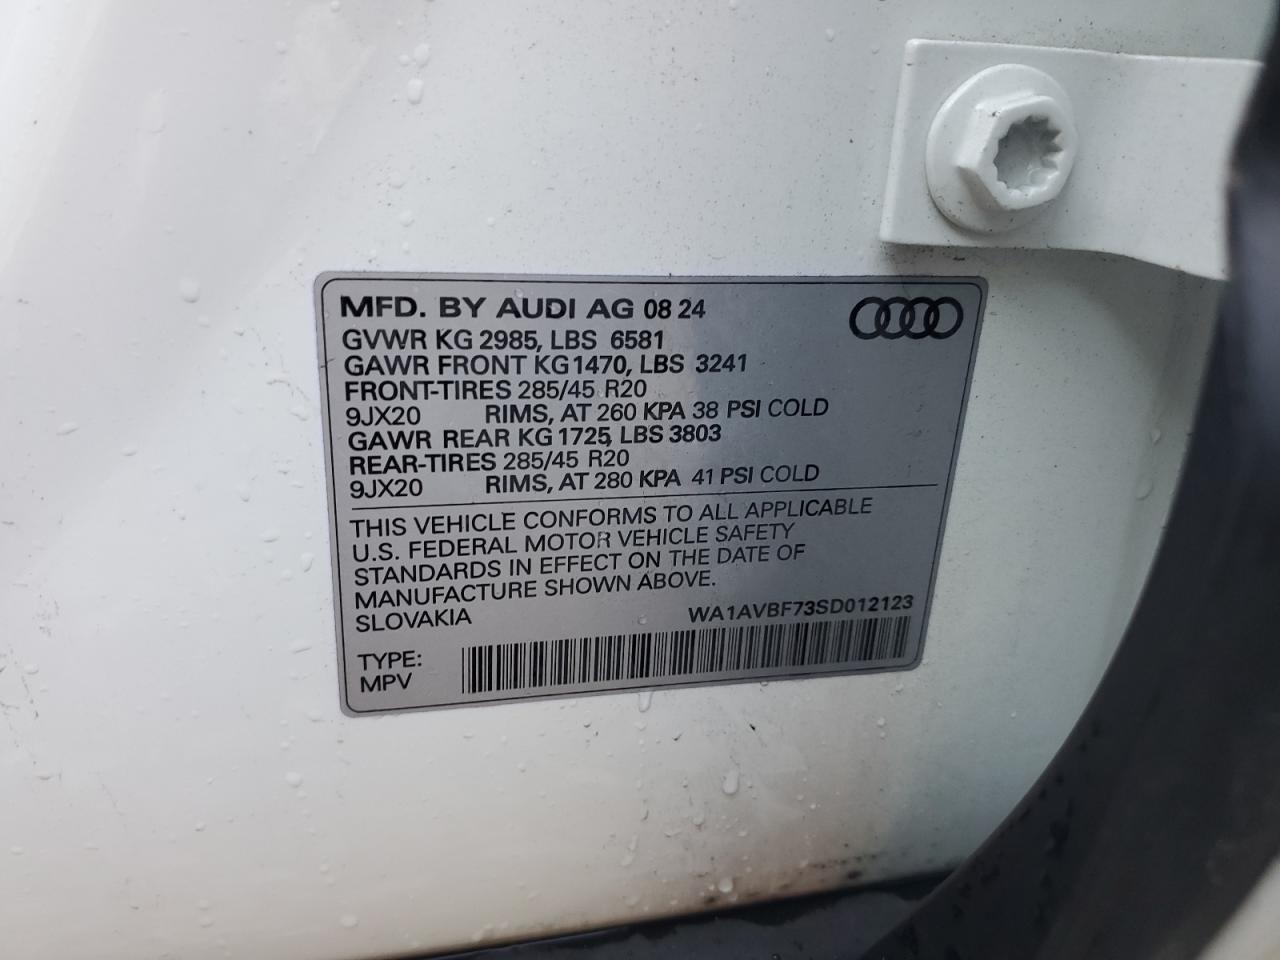 MFD. BY AUDI AG 08 24
GVWR KG 2985, LBS 6581
GAWR FRONT KG 1470, LBS 3241
FRONT-TIRES 285/45 R20
9JX20 RIMS, AT 260 KPA 38 PSI COLD
GAWR REAR KG 1725, LBS 3803
REAR-TIRES 285/45 R20
9JX20 RIMS, AT 280 KPA 41 PSI COLD
THIS VEHICLE CONFORMS TO ALL APPLICABLE
U.S. FEDERAL MOTOR VEHICLE SAFETY
STANDARDS IN EFFECT ON THE DATE OF
MANUFACTURE SHOWN ABOVE.
SLOVAKIA WA1AVBF73SD012123
TYPE:
MPV